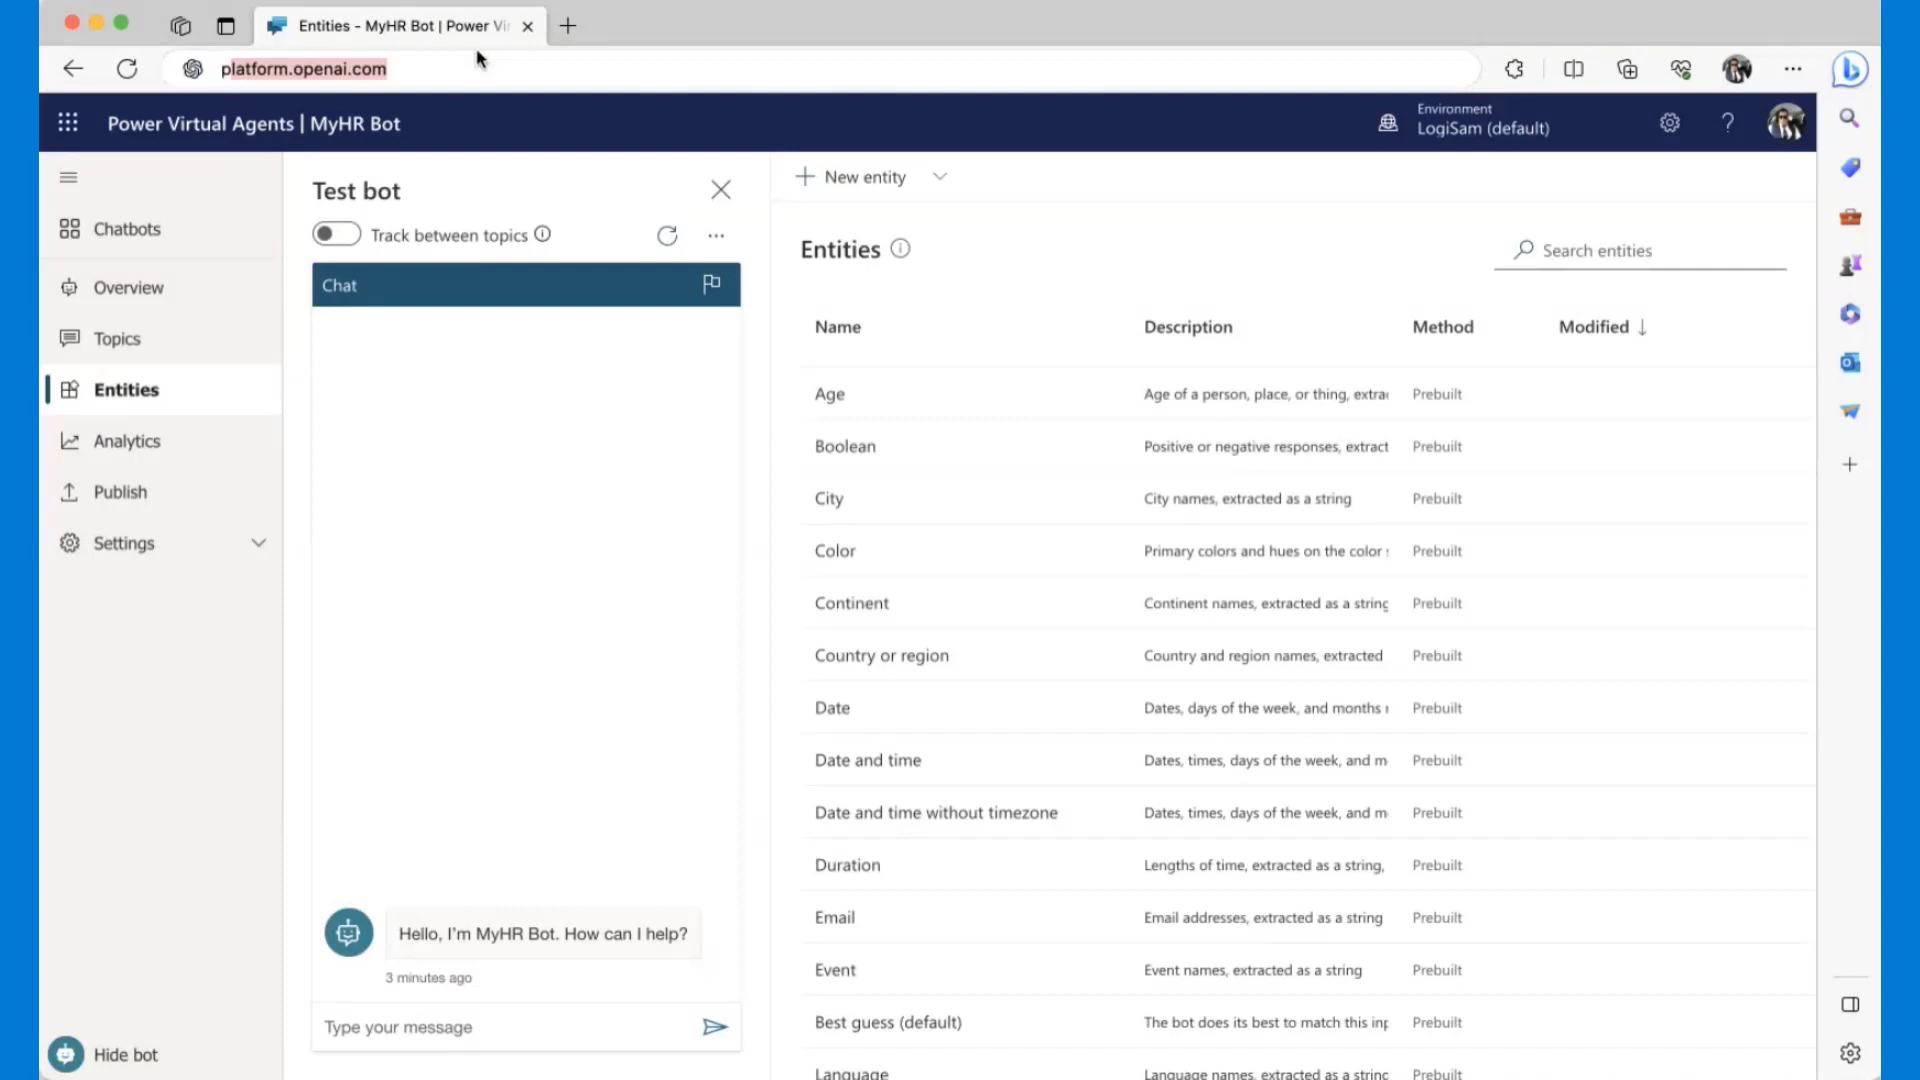 Entities - MyHR Bot | Power Vir
platform.openai.com
Power Virtual Agents | MyHR Bot
Environment
LogiSam (default)
Chatbots
Overview
Topics
Entities
Analytics
Publish
Settings
Hide bot
Test bot
Track between topics
Chat
Hello, I'm MyHR Bot. How can I help?
3 minutes ago
Type your message
New entity
Entities
Search entities
Name Description Method Modified ↓
Age Age of a person, place, or thing, extra Prebuilt
Boolean Positive or negative responses, extract Prebuilt
City City names, extracted as a string Prebuilt
Color Primary colors and hues on the color Prebuilt
Continent Continent names, extracted as a string Prebuilt
Country or region Country and region names, extracted Prebuilt
Date Dates, days of the week, and months Prebuilt
Date and time Dates, times, days of the week, and m Prebuilt
Date and time without timezone Dates, times, days of the week, and m Prebuilt
Duration Lengths of time, extracted as a string, Prebuilt
Email Email addresses, extracted as a string Prebuilt
Event Event names, extracted as a string Prebuilt
Best guess (default) The bot does its best to match this inp Prebuilt
Language Language names, extracted as a string Prebuilt